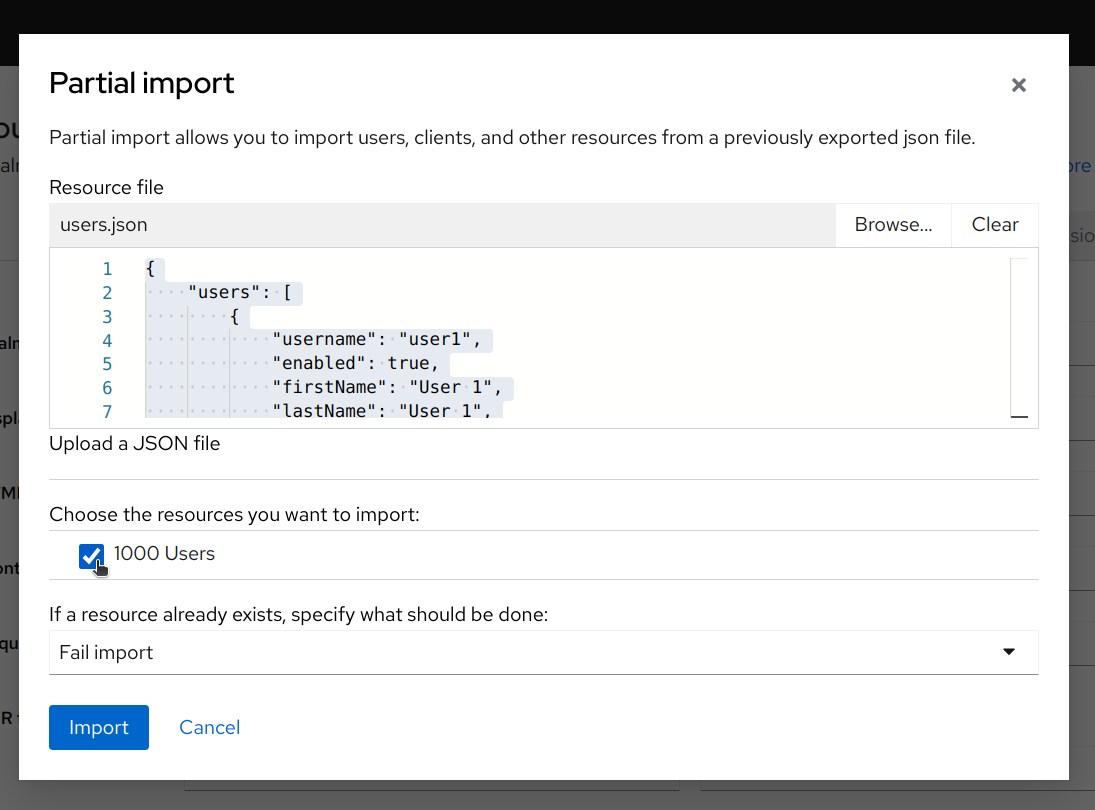 Partial import
Partial import allows you to import users, clients, and other resources from a previously exported json file.
Resource file
users.json Browse... Clear
1 {
2 "users": [
3 {
4 "username": "user1",
5 "enabled": true,
6 "firstName": "User 1",
7 "lastName": "User 1",
Upload a JSON file
Choose the resources you want to import:
1000 Users
If a resource already exists, specify what should be done:
Fail import
Import Cancel